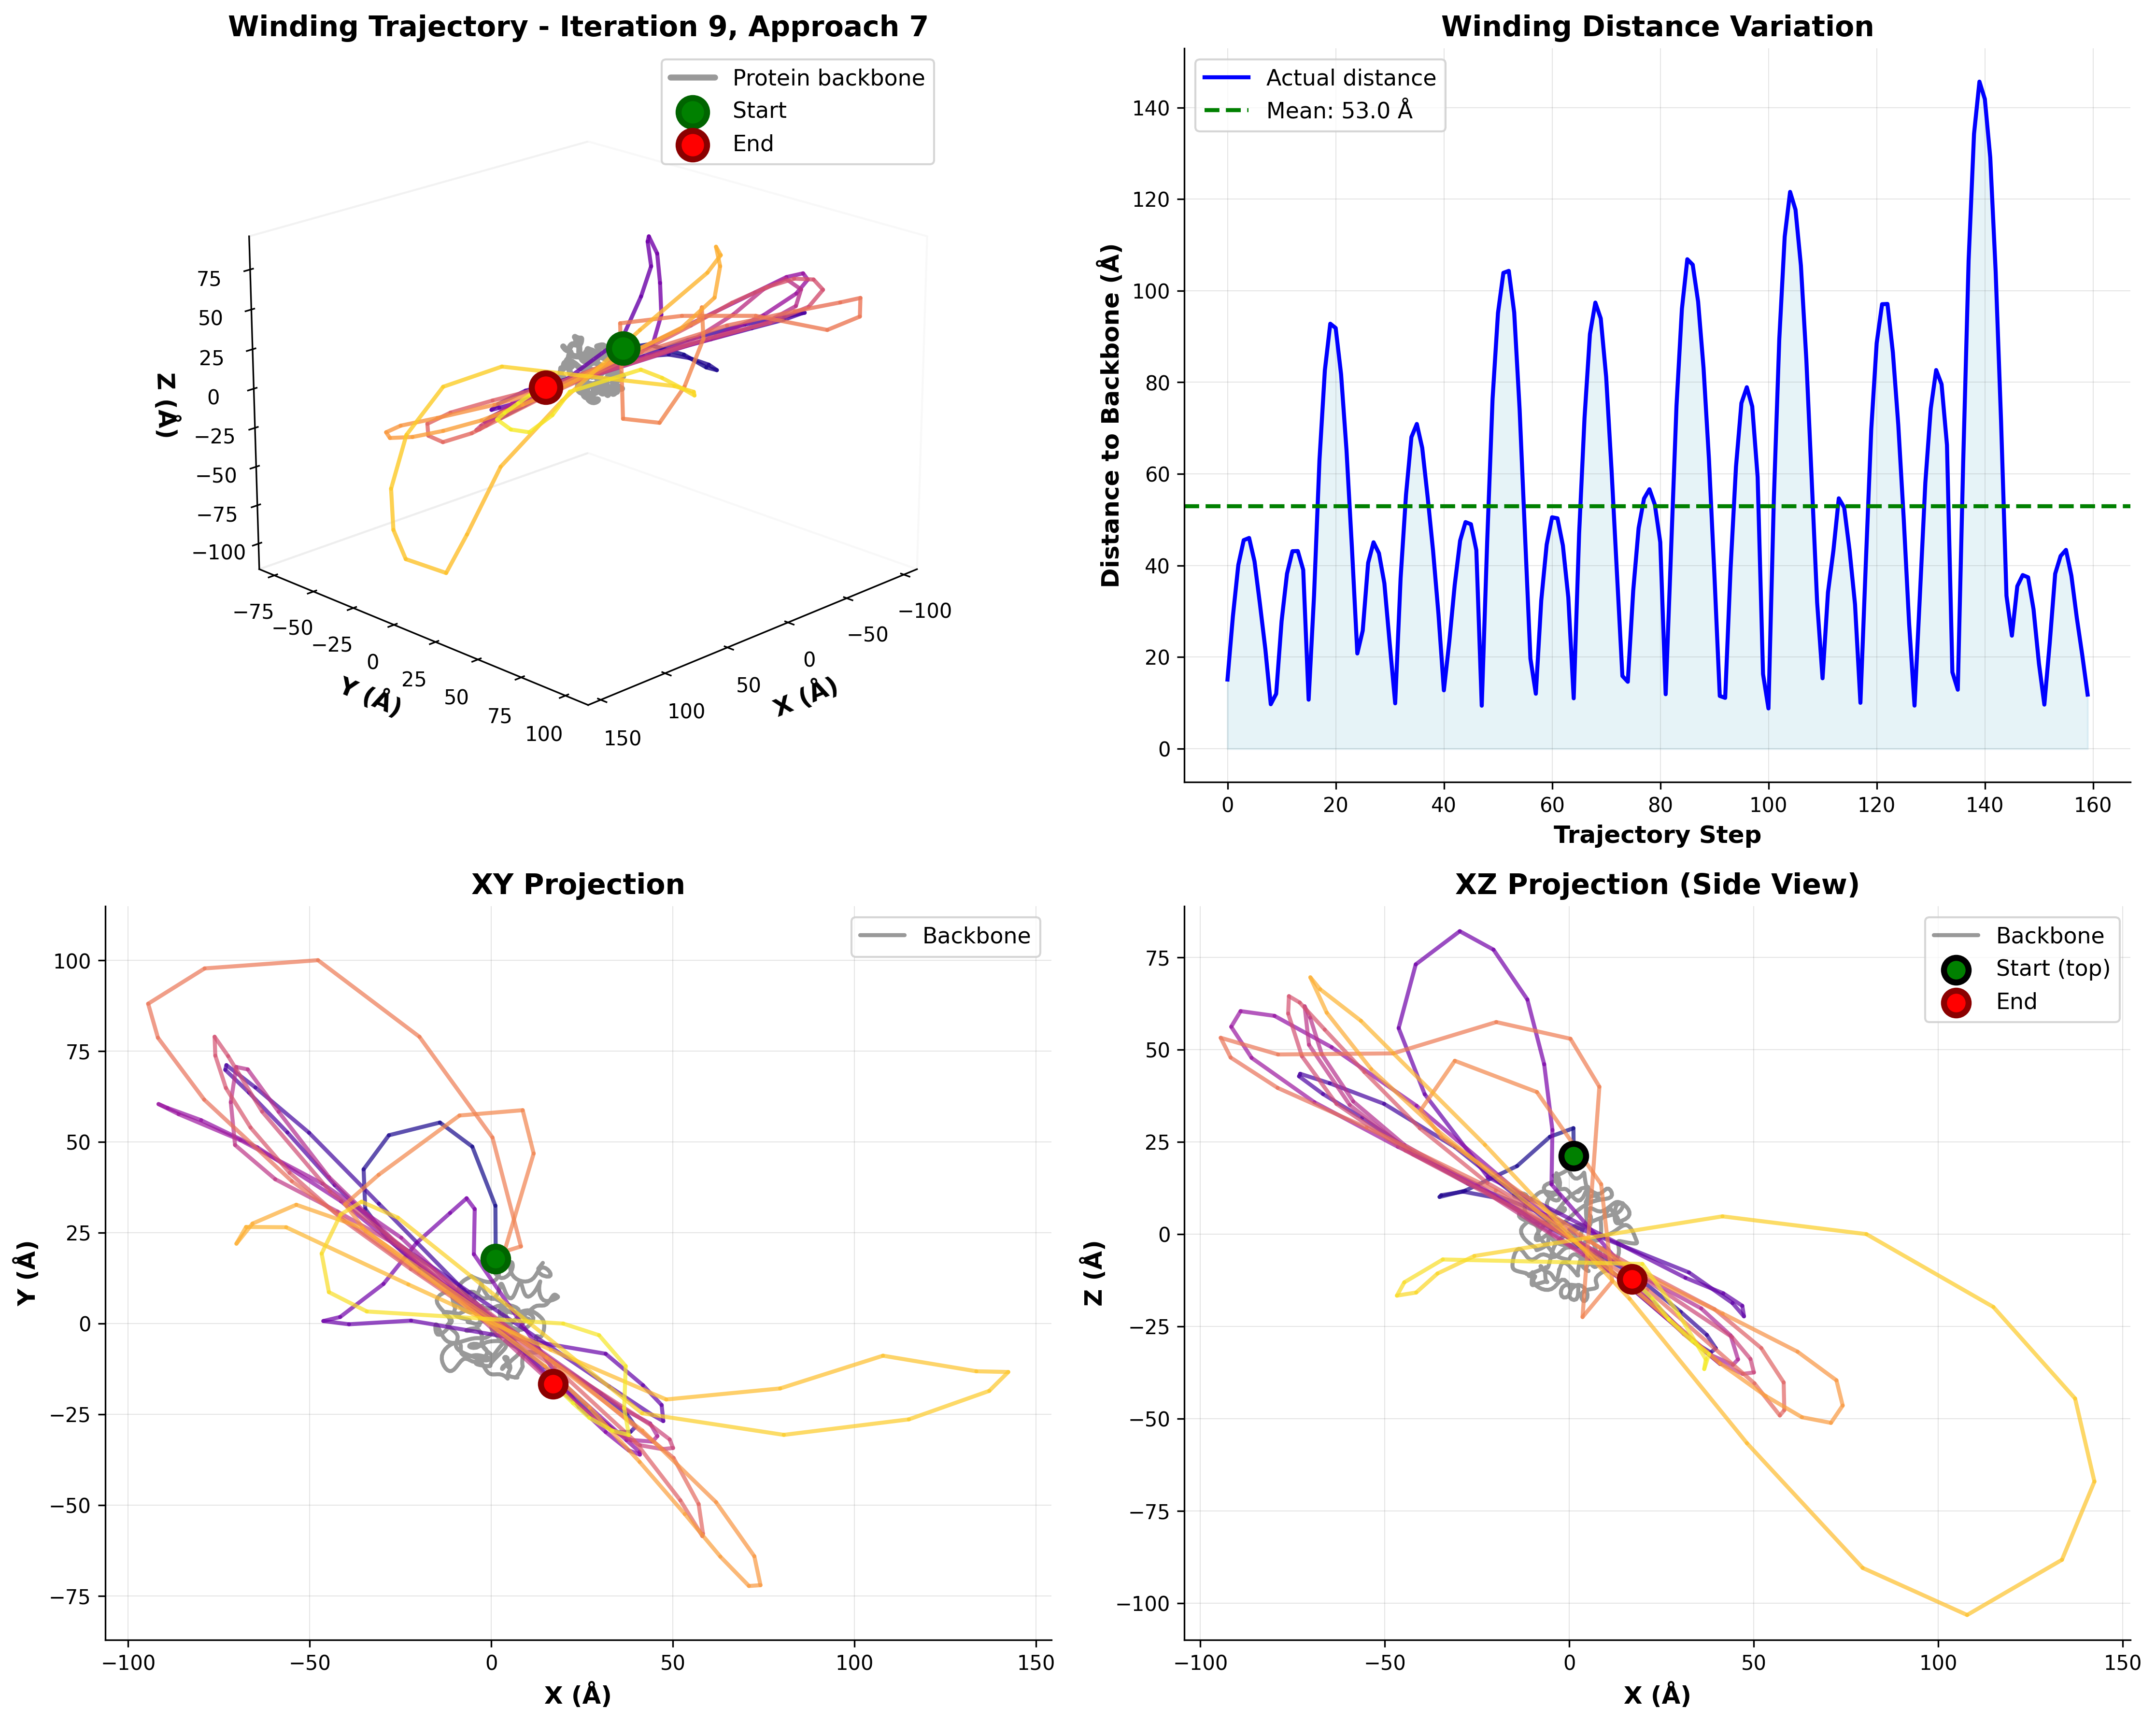 Winding Trajectory - Iteration 9, Approach 7
Protein backbone
Start
End
75
50
25
0
−25
−50
−75
−100
Z (Å)
−75
−50
−25
0
25
50
75
100
Y (Å)
150
100
50
0
−50
−100
X (Å)
Winding Distance Variation
Actual distance
Mean: 53.0 Å
140
120
100
80
60
40
20
0
Distance to Backbone (Å)
0 20 40 60 80 100 120 140 160
Trajectory Step
XY Projection
Backbone
100
75
50
25
0
−25
−50
−75
Y (Å)
−100 −50 0 50 100 150
X (Å)
XZ Projection (Side View)
Backbone
Start (top)
End
75
50
25
0
−25
−50
−75
−100
Z (Å)
−100 −50 0 50 100 150
X (Å)